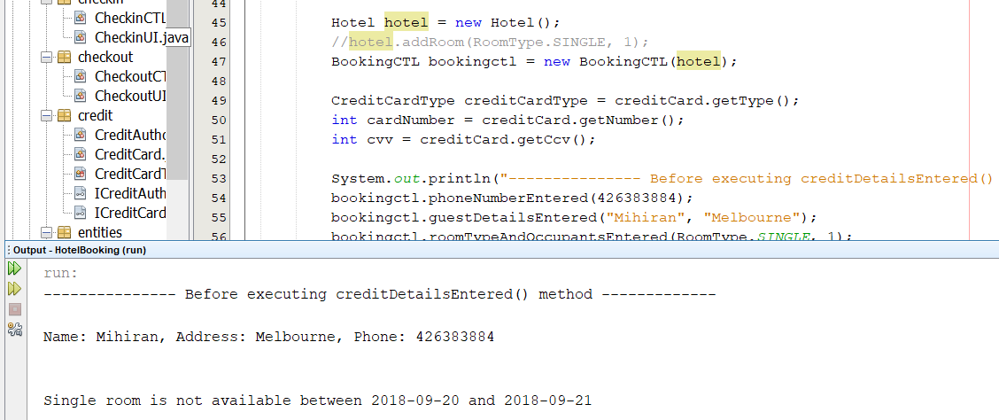 checkin
CheckinCTL
CheckinUI.java
checkout
CheckoutCT
CheckoutUI
credit
CreditAutho
CreditCard.
CreditCardT
ICreditAuth
ICreditCard
entities
44
45 Hotel hotel = new Hotel();
46 //hotel.addRoom(RoomType.SINGLE, 1);
47 BookingCTL bookingctl = new BookingCTL(hotel);
48
49 CreditCardType creditCardType = creditCard.getType();
50 int cardNumber = creditCard.getNumber();
51 int cvv = creditCard.getCcv();
52
53 System.out.println("--------------- Before executing creditDetailsEntered()
54 bookingctl.phoneNumberEntered(426383884);
55 bookingctl.guestDetailsEntered("Mihiran", "Melbourne");
56 bookingctl.roomTypeAndOccupantsEntered(RoomType.SINGLE, 1);
Output - HotelBooking (run)
run:
--------------- Before executing creditDetailsEntered() method -------------
Name: Mihiran, Address: Melbourne, Phone: 426383884
Single room is not available between 2018-09-20 and 2018-09-21